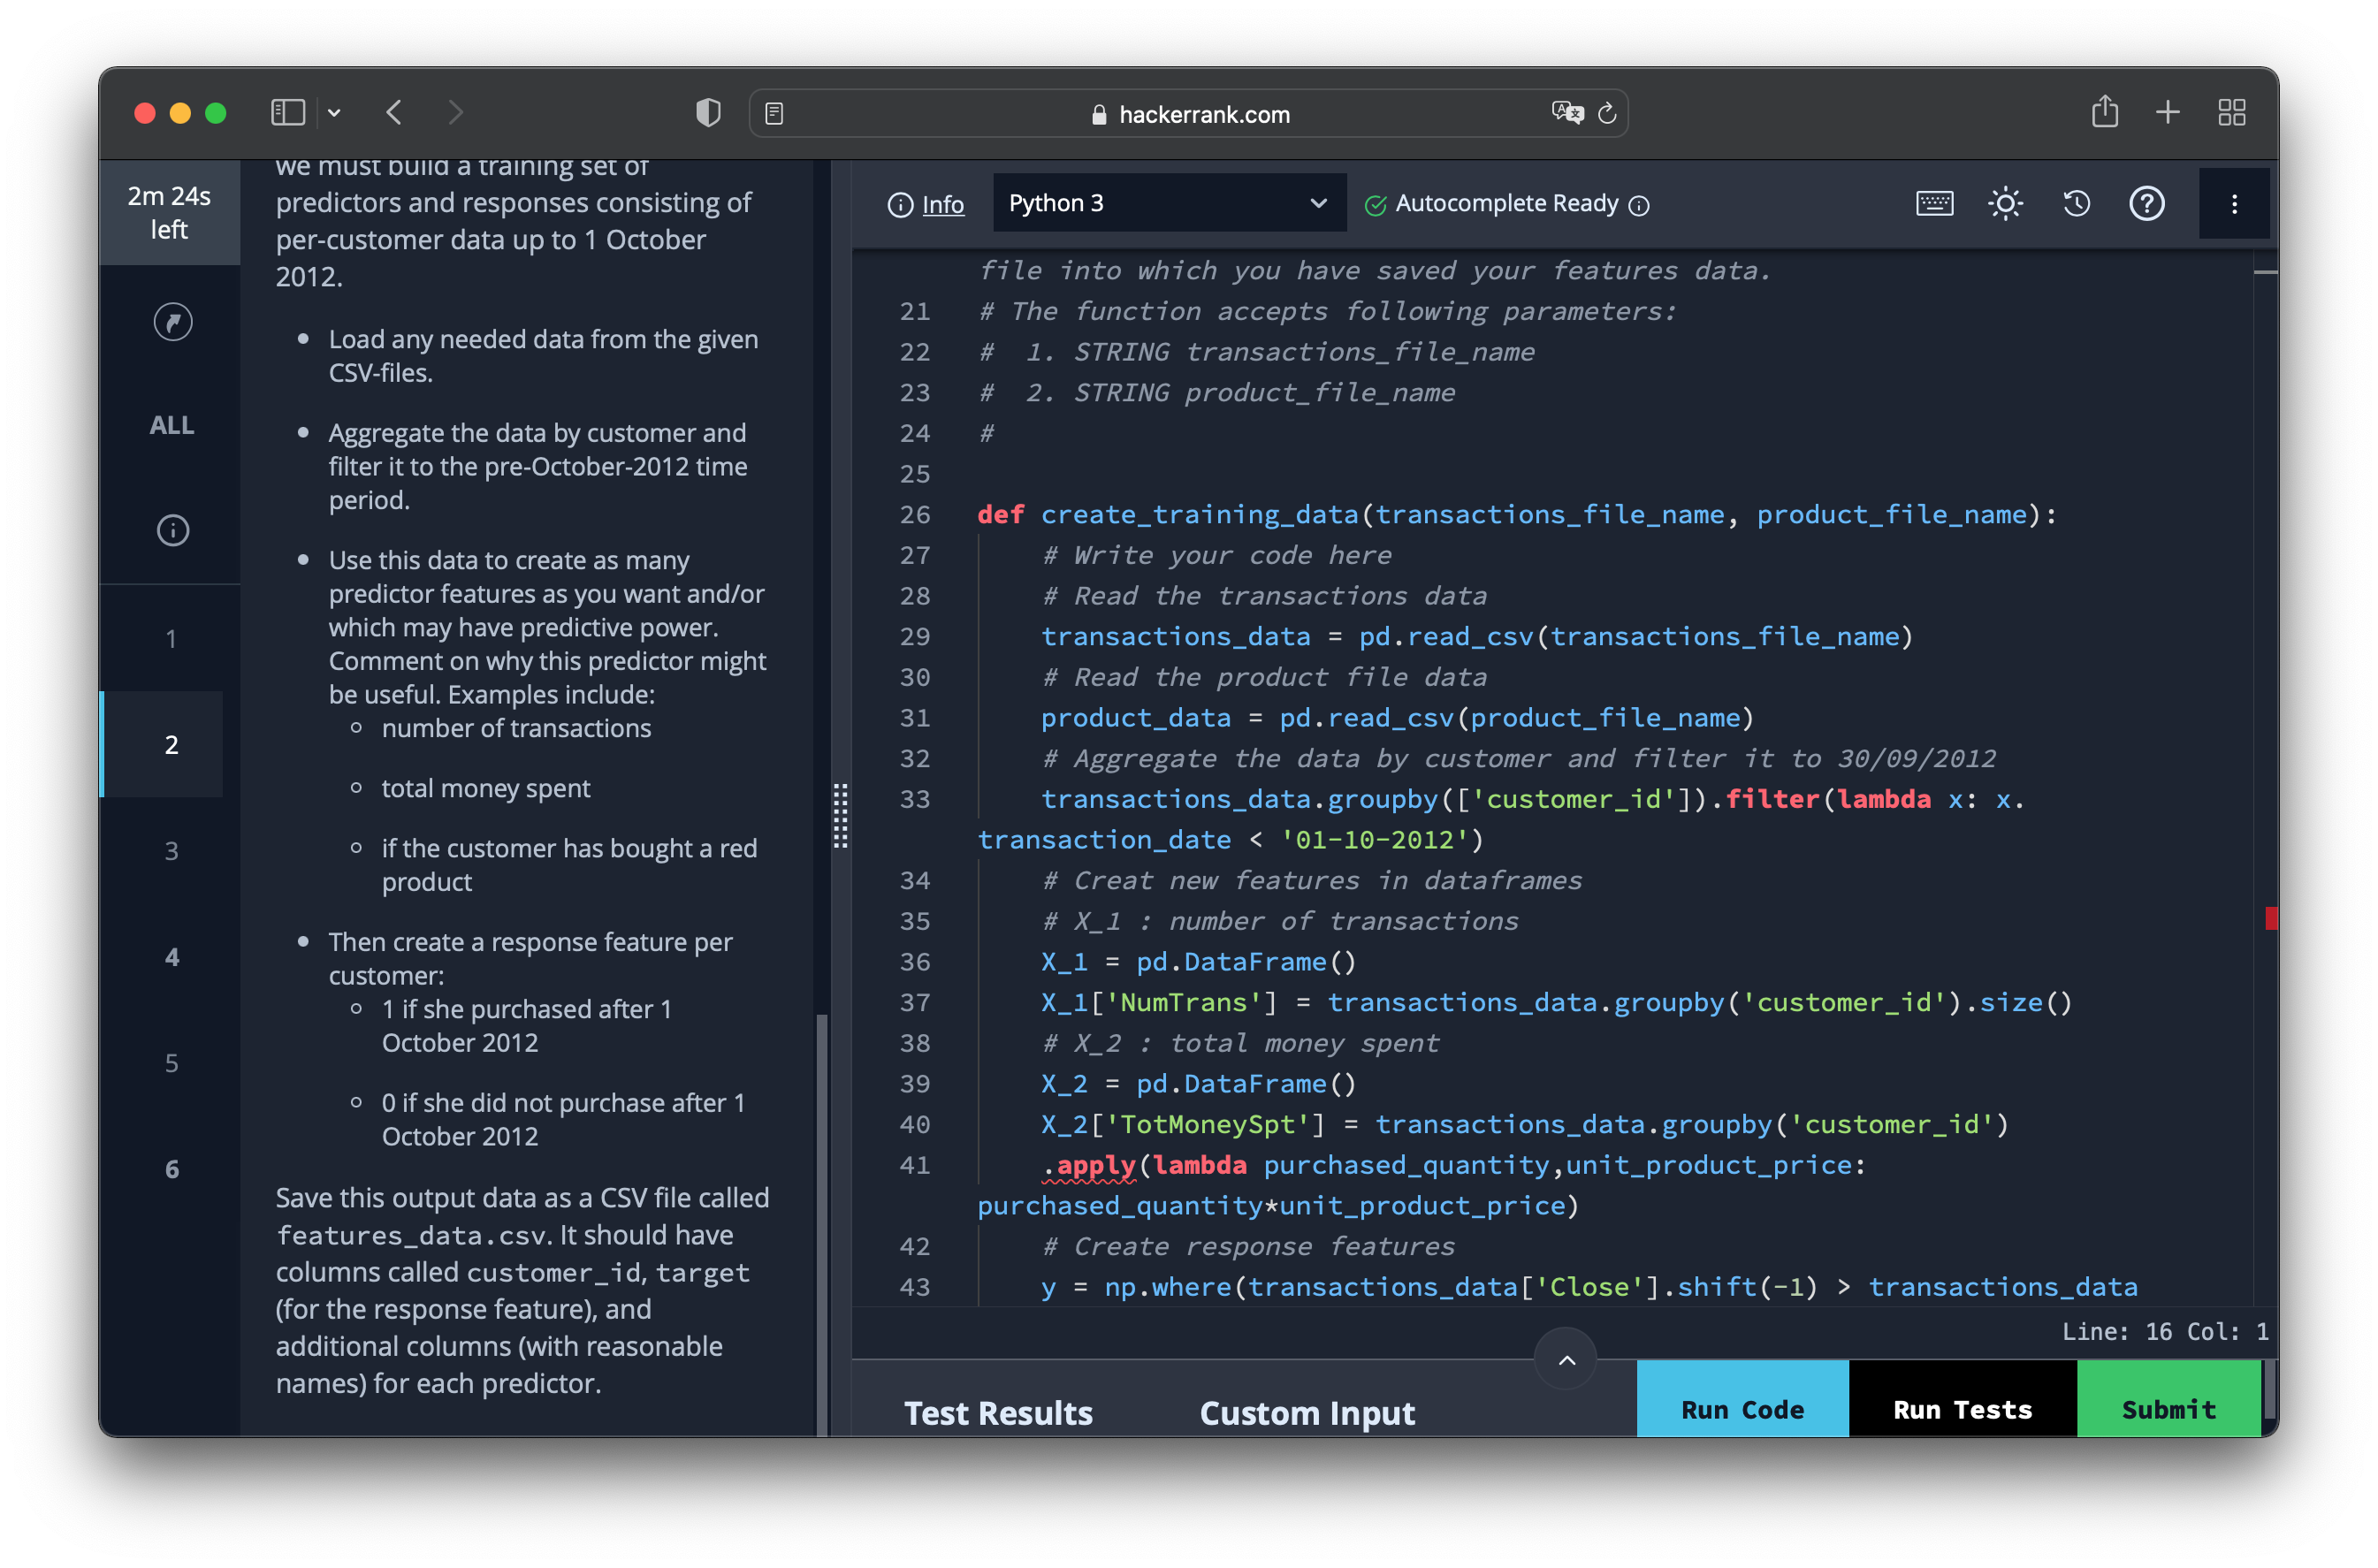 hackerrank.com
2m 24s
left
ALL
1
2
3
4
5
6
we must build a training set of
predictors and responses consisting of
per-customer data up to 1 October
2012.
Load any needed data from the given
CSV-files.
Aggregate the data by customer and
filter it to the pre-October-2012 time
period.
Use this data to create as many
predictor features as you want and/or
which may have predictive power.
Comment on why this predictor might
be useful. Examples include:
number of transactions
total money spent
if the customer has bought a red
product
Then create a response feature per
customer:
1 if she purchased after 1
October 2012
0 if she did not purchase after 1
October 2012
Save this output data as a CSV file called
features_data.csv. It should have
columns called customer_id, target
(for the response feature), and
additional columns (with reasonable
names) for each predictor.
Info
Python 3
Autocomplete Ready
file into which you have saved your features data.
21 # The function accepts following parameters:
22 #  1. STRING transactions_file_name
23 #  2. STRING product_file_name
24 #
25
26 def create_training_data(transactions_file_name, product_file_name):
27     # Write your code here
28     # Read the transactions data
29     transactions_data = pd.read_csv(transactions_file_name)
30     # Read the product file data
31     product_data = pd.read_csv(product_file_name)
32     # Aggregate the data by customer and filter it to 30/09/2012
33     transactions_data.groupby(['customer_id']).filter(lambda x: x.
transaction_date < '01-10-2012')
34     # Creat new features in dataframes
35     # X_1 : number of transactions
36     X_1 = pd.DataFrame()
37     X_1['NumTrans'] = transactions_data.groupby('customer_id').size()
38     # X_2 : total money spent
39     X_2 = pd.DataFrame()
40     X_2['TotMoneySpt'] = transactions_data.groupby('customer_id')
41     .apply(lambda purchased_quantity,unit_product_price:
purchased_quantity*unit_product_price)
42     # Create response features
43     y = np.where(transactions_data['Close'].shift(-1) > transactions_data
Line: 16 Col: 1
Test Results
Custom Input
Run Code
Run Tests
Submit